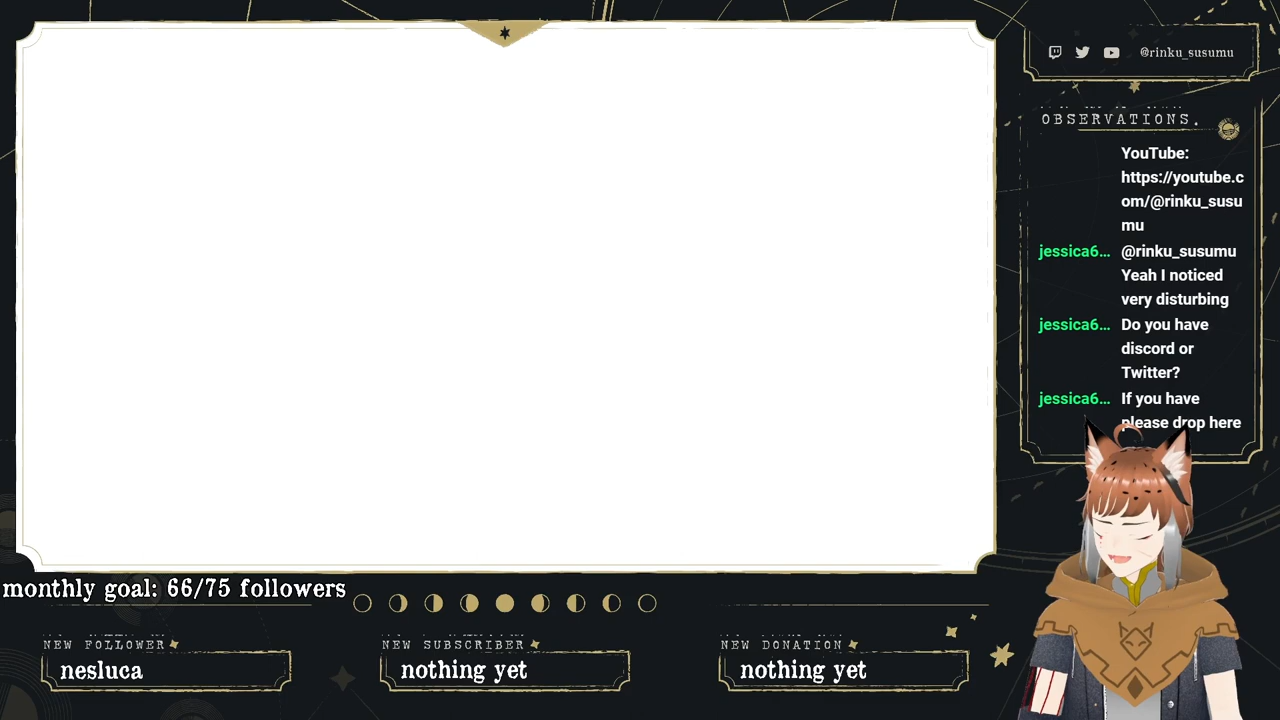 @rinku_susumu
OBSERVATIONS.
YouTube:
https://youtube.c
om/@rinku_susu
mu
jessica6... @rinku_susumu
Yeah I noticed
very disturbing
jessica6... Do you have
discord or
Twitter?
jessica6... If you have
please drop here
monthly goal: 66/75 followers
NEW FOLLOWER
nesluca
NEW SUBSCRIBER
nothing yet
NEW DONATION
nothing yet